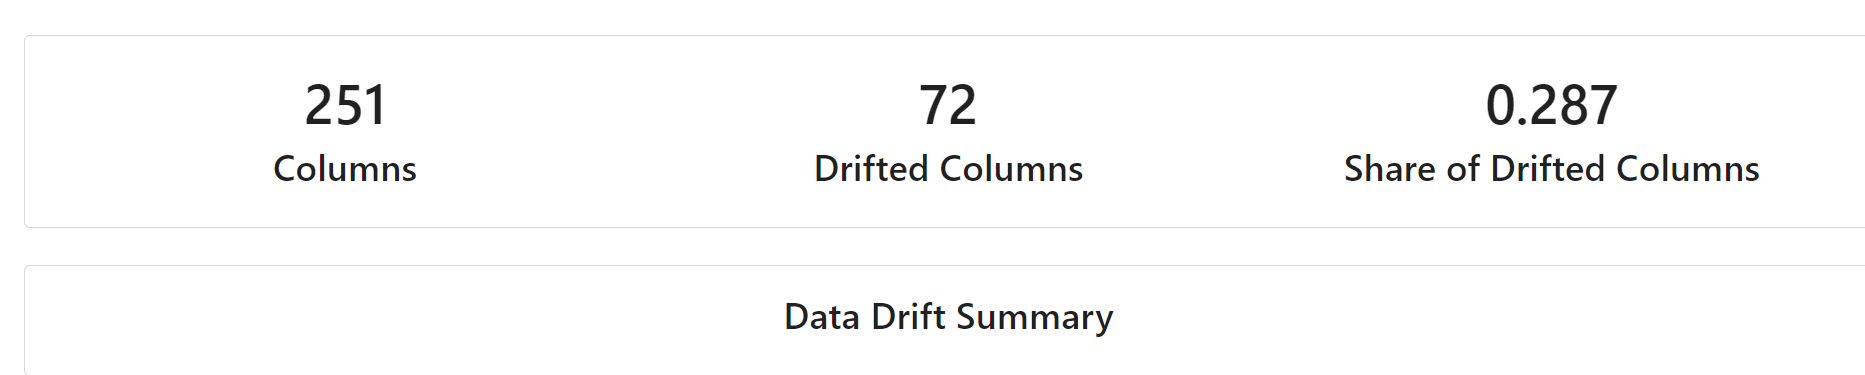 251 72 0.287
Columns Drifted Columns Share of Drifted Columns
Data Drift Summary